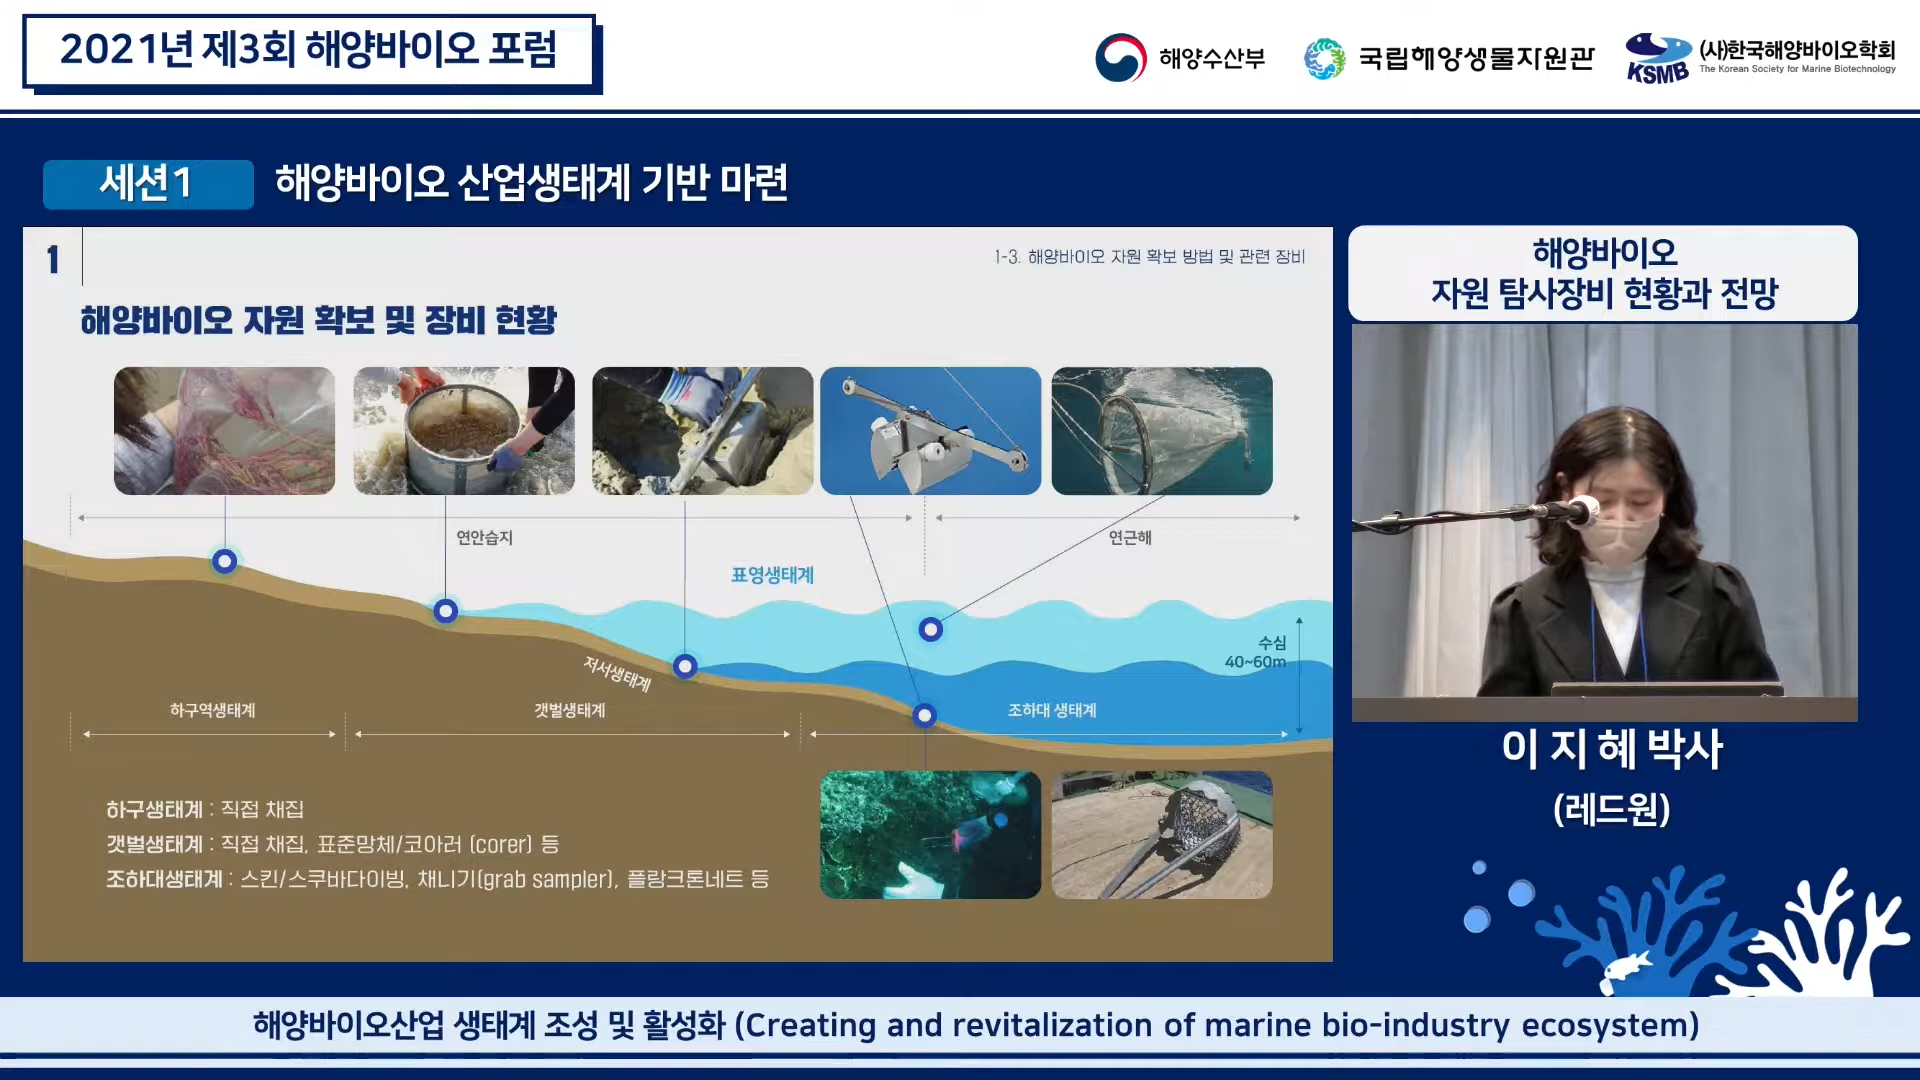 2021년 제3회 해양바이오 포럼
해양수산부
국립해양생물자원관
KSMB
(사)한국해양바이오학회
The Korean Society for Marine Biotechnology
세션1
해양바이오 산업생태계 기반 마련
1
1-3. 해양바이오 자원 확보 방법 및 관련 장비
해양바이오 자원 확보 및 장비 현황
연안습지
연근해
표영생태계
수심
40~60m
저서생태계
하구역생태계
갯벌생태계
조하대 생태계
하구생태계 : 직접 채집
갯벌생태계 : 직접 채집, 표준망체/코아러 (corer) 등
조하대생태계 : 스킨/스쿠바다이빙, 채니기(grab sampler), 플랑크톤네트 등
해양바이오
자원 탐사장비 현황과 전망
이 지 혜 박사
(레드원)
해양바이오산업 생태계 조성 및 활성화 (Creating and revitalization of marine bio-industry ecosystem)